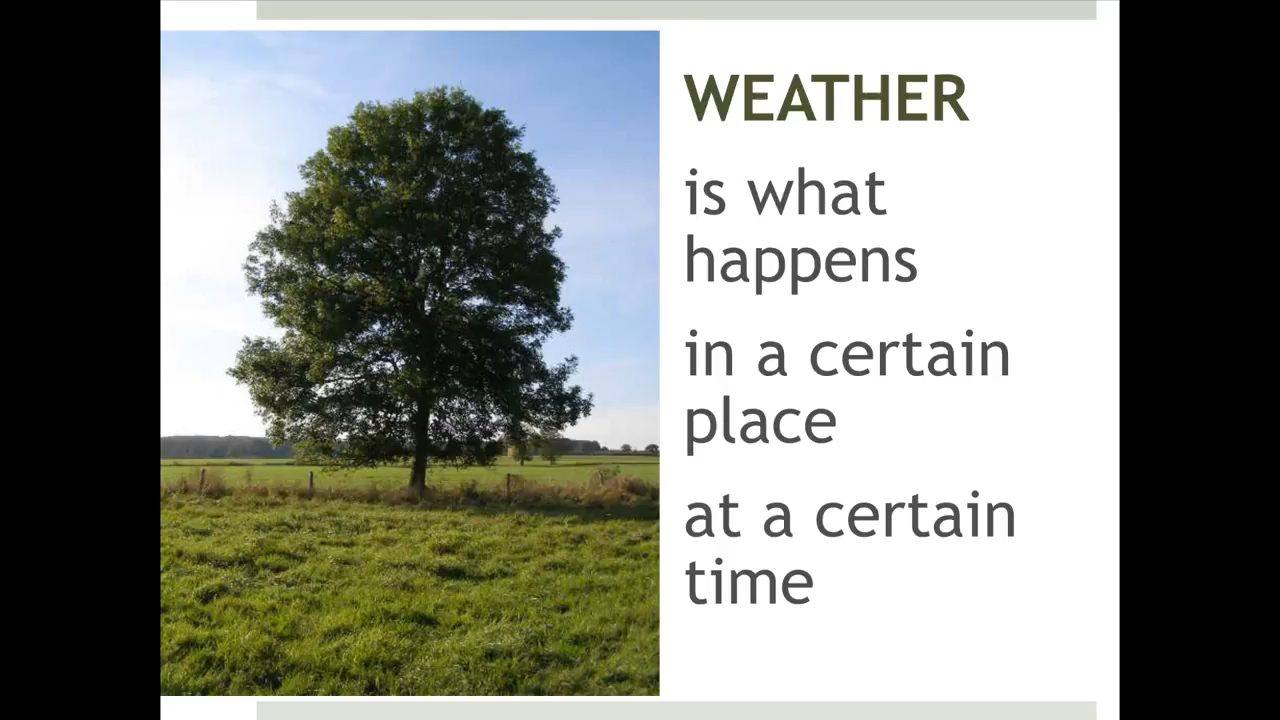 WEATHER
is what
happens
in a certain
place
at a certain
time